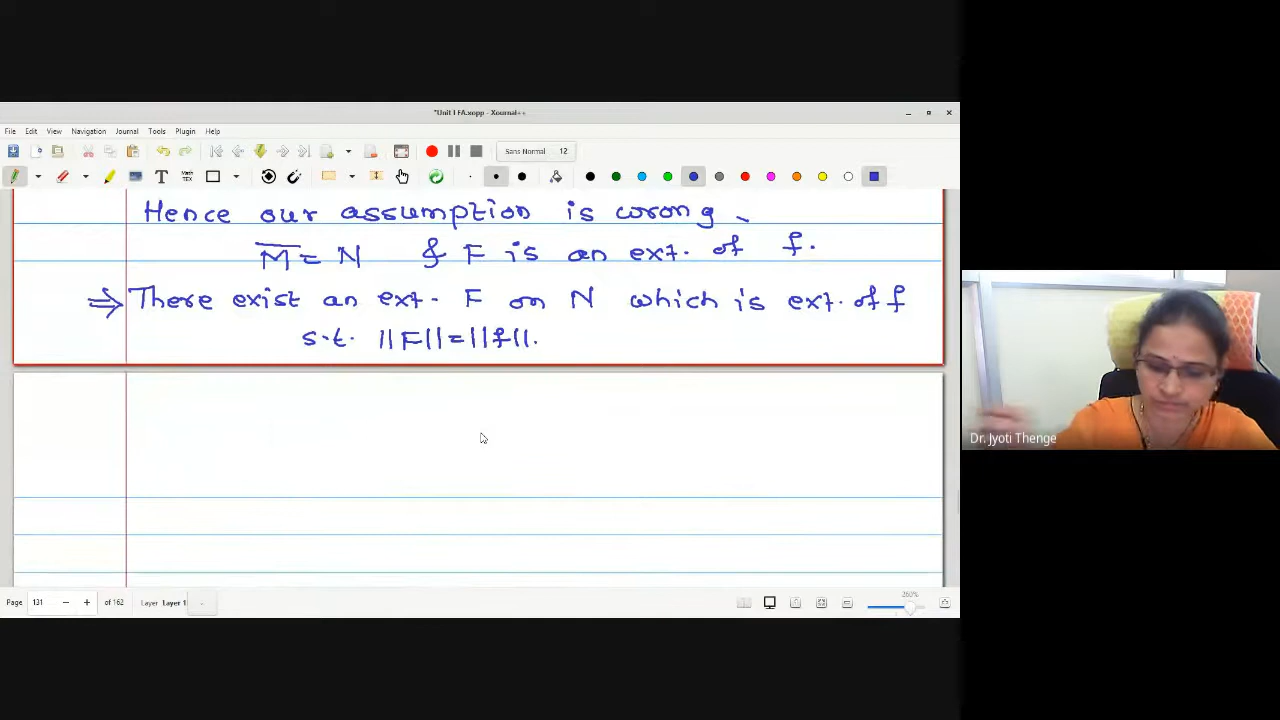 *Unit I FA.xopp - Xournal++
File Edit View Navigation Journal Tools Plugin Help
Sans Normal 12
Hence our assumption is wrong.
M̅ = N & F is an ext. of f.
⇒ There exist an ext. F on N which is ext. of f
s.t. ||F|| = ||f||.
Dr. Jyoti Thenge
Page 131 of 162 Layer Layer 1
260%